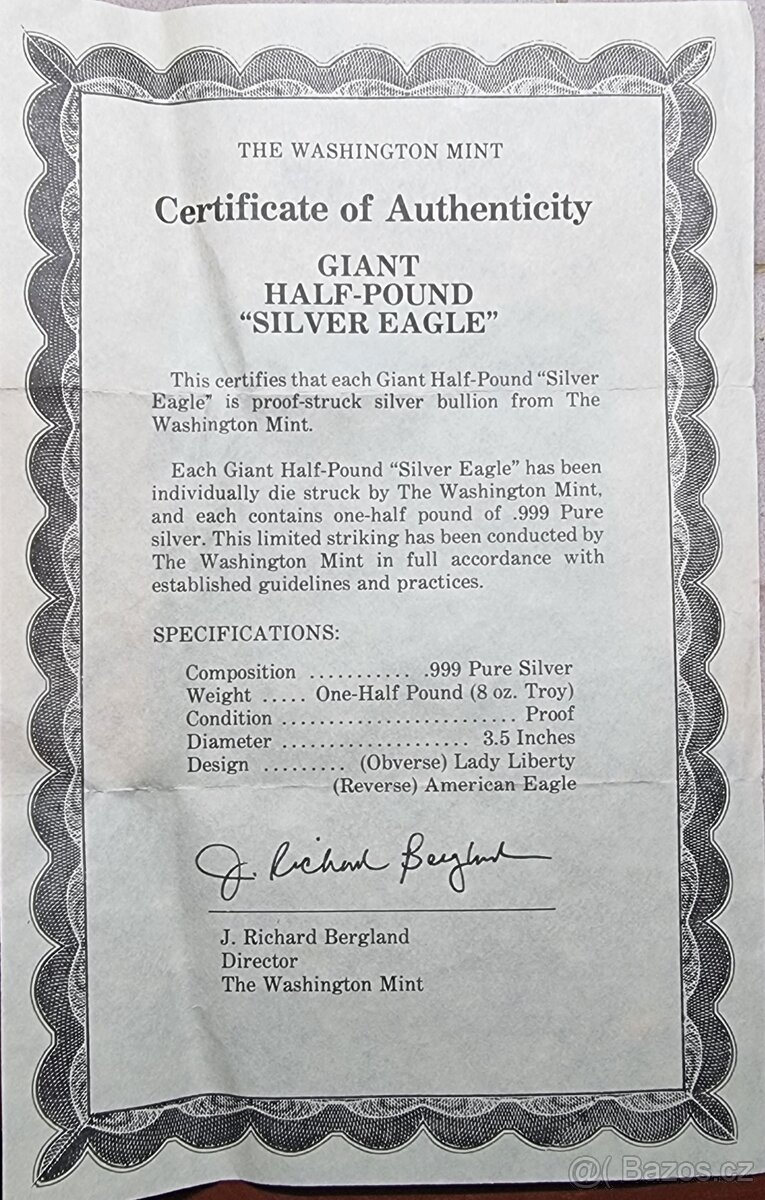 THE WASHINGTON MINT
Certificate of Authenticity
GIANT
HALF-POUND
“SILVER EAGLE”
This certifies that each Giant Half-Pound “Silver
Eagle” is proof-struck silver bullion from The
Washington Mint.
Each Giant Half-Pound “Silver Eagle” has been
individually die struck by The Washington Mint,
and each contains one-half pound of .999 Pure
silver. This limited striking has been conducted by
The Washington Mint in full accordance with
established guidelines and practices.
SPECIFICATIONS:
Composition ........... .999 Pure Silver
Weight ..... One-Half Pound (8 oz. Troy)
Condition ........................ Proof
Diameter ................... 3.5 Inches
Design ......... (Obverse) Lady Liberty
(Reverse) American Eagle
J. Richard Bergland
J. Richard Bergland
Director
The Washington Mint
@( Bazos.cz